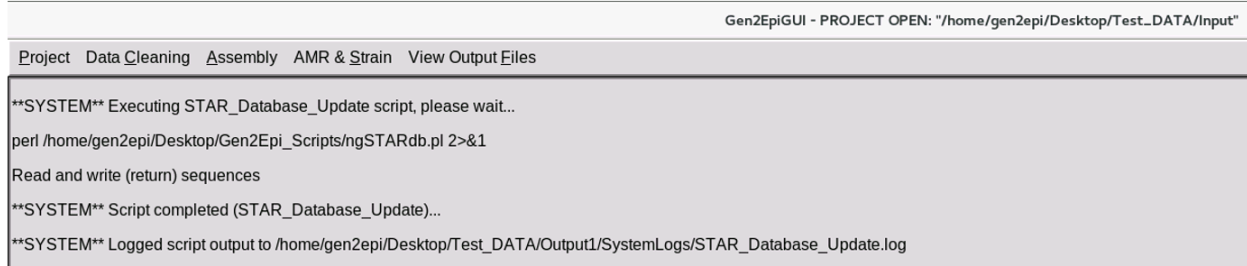 Gen2EpiGUI - PROJECT OPEN: "/home/gen2epi/Desktop/Test_DATA/Input"
Project Data Cleaning Assembly AMR & Strain View Output Files
**SYSTEM** Executing STAR_Database_Update script, please wait...
perl /home/gen2epi/Desktop/Gen2Epi_Scripts/ngSTARdb.pl 2>&1
Read and write (return) sequences
**SYSTEM** Script completed (STAR_Database_Update)...
**SYSTEM** Logged script output to /home/gen2epi/Desktop/Test_DATA/Output1/SystemLogs/STAR_Database_Update.log